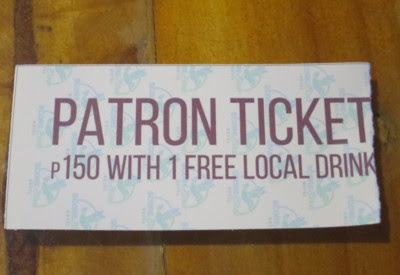 PATRON TICKET
P150 WITH 1 FREE LOCAL DRINK